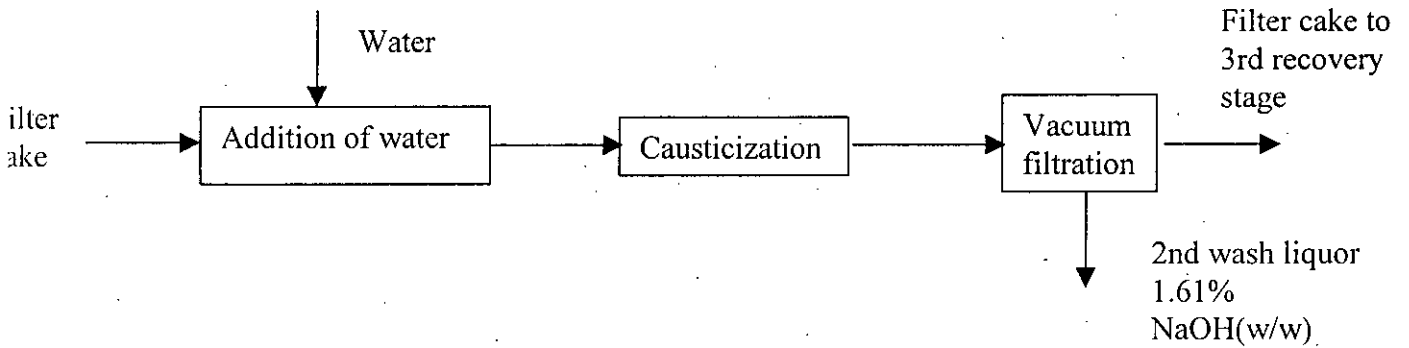 Water
Filter cake to
3rd recovery
stage
ilter
ake
Addition of water
Causticization
Vacuum
filtration
2nd wash liquor
1.61%
NaOH(w/w)